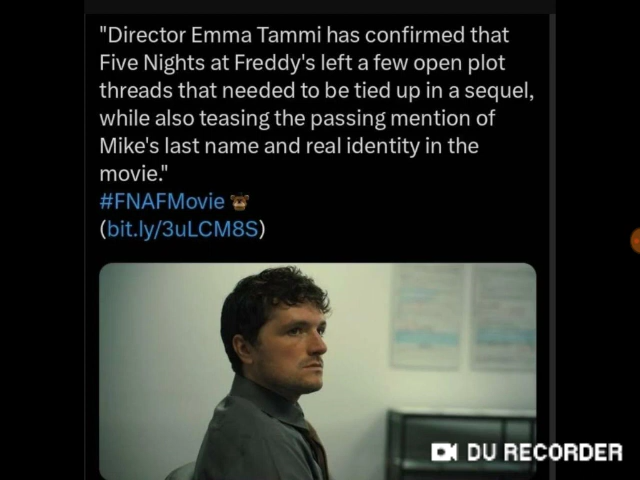 "Director Emma Tammi has confirmed that
Five Nights at Freddy's left a few open plot
threads that needed to be tied up in a sequel,
while also teasing the passing mention of
Mike's last name and real identity in the
movie."
#FNAFMovie 🐻
(bit.ly/3uLCM8S)
DU RECORDER